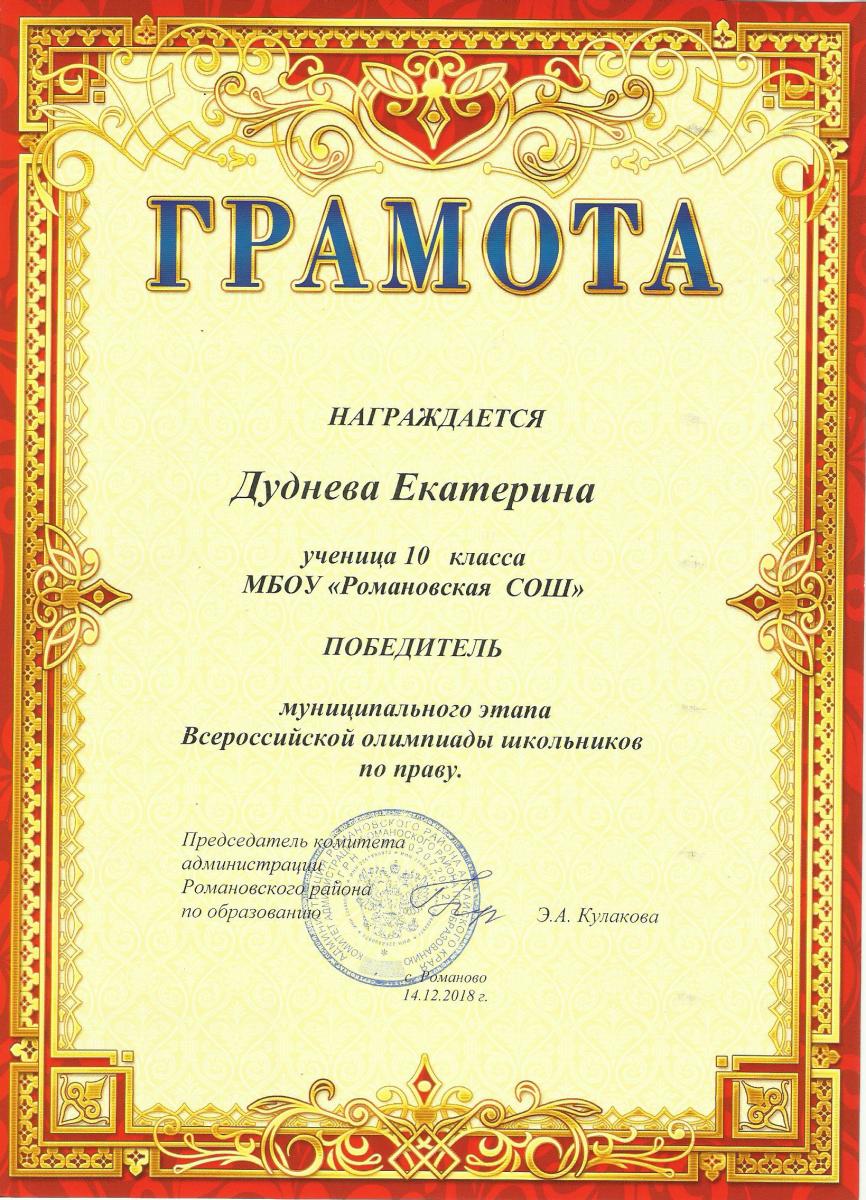 ГРАМОТА
НАГРАЖДАЕТСЯ
Дуднева Екатерина
ученица 10 класса
МБОУ «Романовская СОШ»
ПОБЕДИТЕЛЬ
муниципального этапа
Всероссийской олимпиады школьников
по праву.
Председатель комитета
администрации
Романовского района
по образованию
Э.А. Кулакова
с. Романово
14.12.2018 г.